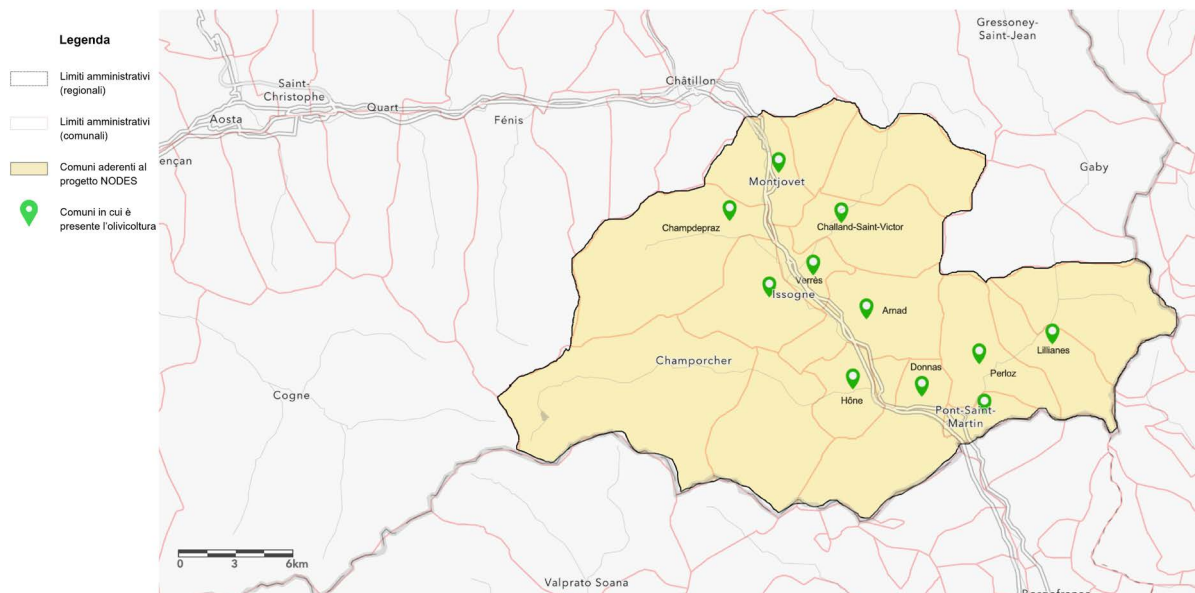 Legenda
Limiti amministrativi
(regionali)
Limiti amministrativi
(comunali)
Comuni aderenti al
progetto NODES
Comuni in cui è
presente l'olivicoltura
Gressoney-
Saint-Jean
Châtillon
Saint-
Christophe
Quart
Aosta
Fénis
ençan
Gaby
Montjovet
Champdepraz
Challand-Saint-Victor
Verrès
Issogne
Arnad
Lillianes
Champorcher
Donnas
Perloz
Cogne
Hône
Pont-Saint-
Martin
0 3 6km
Valprato Soana